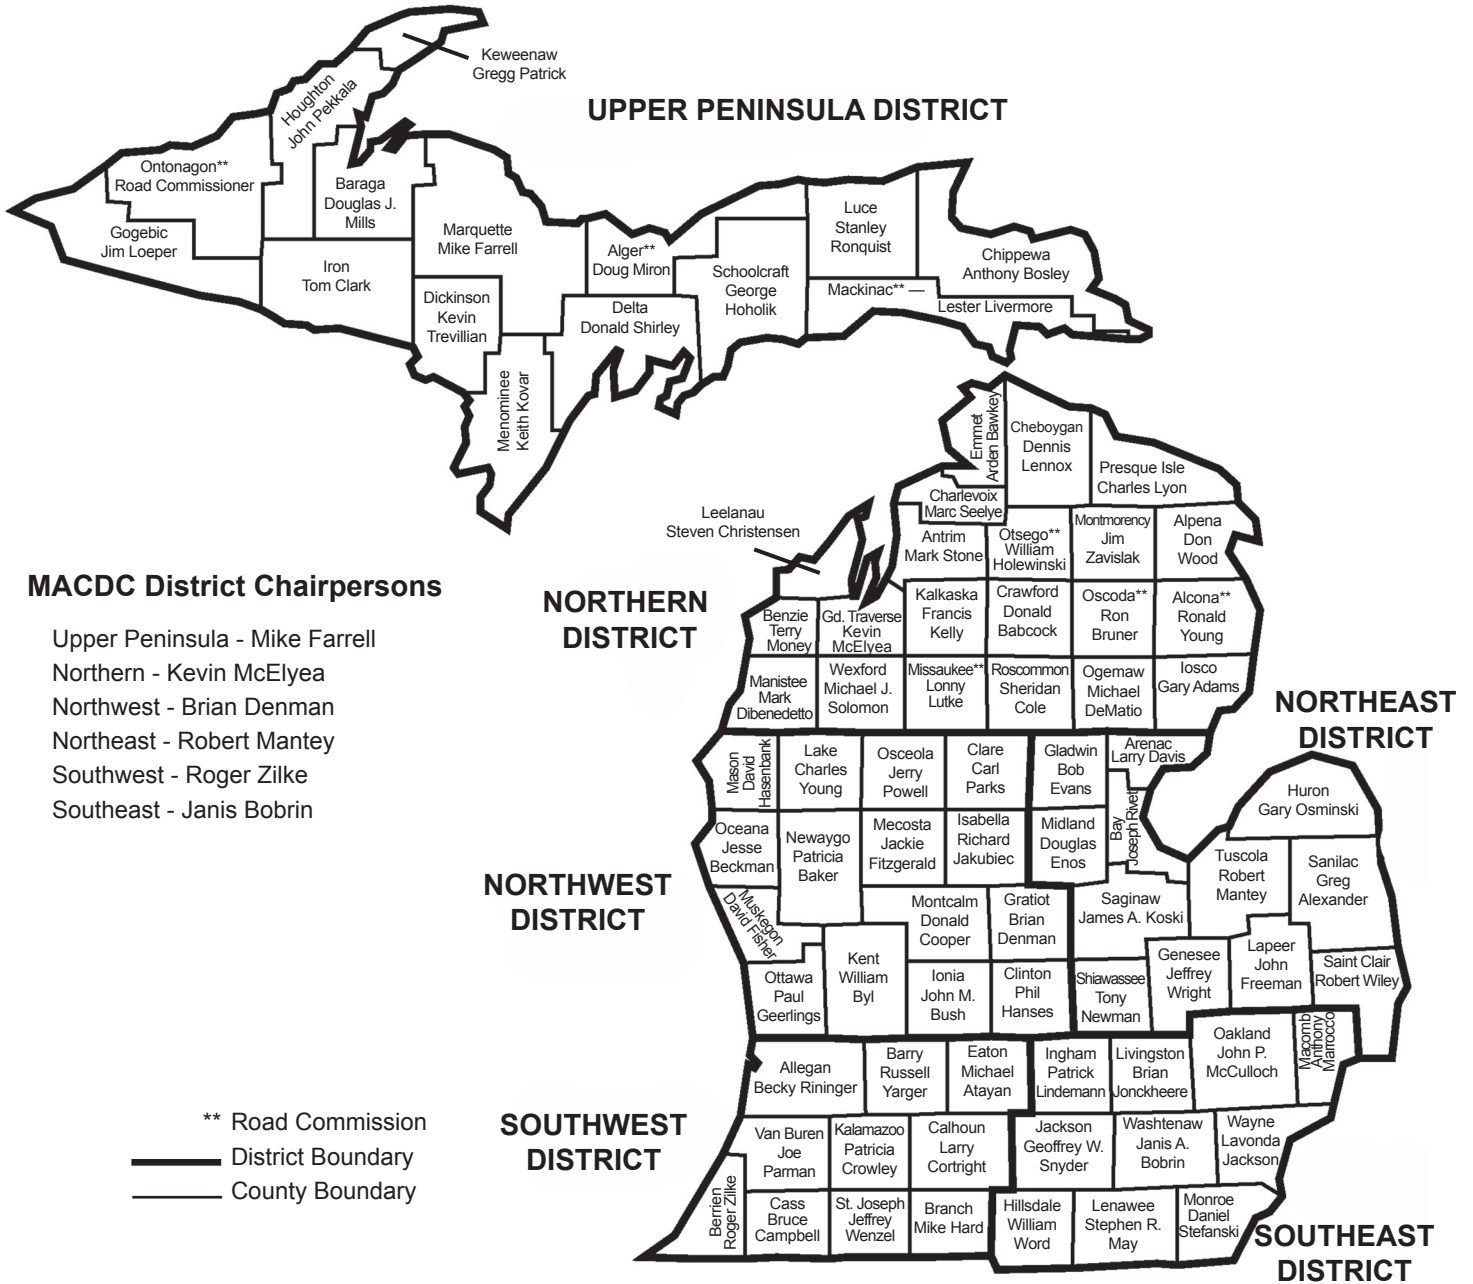 Keweenaw
Gregg Patrick
UPPER PENINSULA DISTRICT
Houghton
John Pekkala
Ontonagon**
Road Commissioner
Baraga
Douglas J.
Mills
Gogebic
Jim Loeper
Iron
Tom Clark
Marquette
Mike Farrell
Dickinson
Kevin
Trevillian
Menominee
Keith Kovar
Alger**
Doug Miron
Delta
Donald Shirley
Schoolcraft
George
Hoholik
Luce
Stanley
Ronquist
Chippewa
Anthony Bosley
Mackinac** —
Lester Livermore
Emmet
Arden Bawkey
Cheboygan
Dennis
Lennox
Presque Isle
Charles Lyon
Charlevoix
Marc Seelye
Leelanau
Steven Christensen
Antrim
Mark Stone
Otsego**
William
Holewinski
Montmorency
Jim
Zavislak
Alpena
Don
Wood
MACDC District Chairpersons
Upper Peninsula - Mike Farrell
Northern - Kevin McElyea
Northwest - Brian Denman
Northeast - Robert Mantey
Southwest - Roger Zilke
Southeast - Janis Bobrin
NORTHERN
DISTRICT
Benzie
Terry
Money
Gd. Traverse
Kevin
McElyea
Kalkaska
Francis
Kelly
Crawford
Donald
Babcock
Oscoda**
Ron
Bruner
Alcona**
Ronald
Young
Manistee
Mark
Dibenedetto
Wexford
Michael J.
Solomon
Missaukee**
Lonny
Lutke
Roscommon
Sheridan
Cole
Ogemaw
Michael
DeMatio
Iosco
Gary Adams
NORTHEAST
DISTRICT
Mason
David
Hasenbank
Lake
Charles
Young
Osceola
Jerry
Powell
Clare
Carl
Parks
Gladwin
Bob
Evans
Arenac
Larry Davis
Huron
Gary Osminski
Oceana
Jesse
Beckman
Newaygo
Patricia
Baker
Mecosta
Jackie
Fitzgerald
Isabella
Richard
Jakubiec
Midland
Douglas
Enos
Bay
Joseph Rivet
Tuscola
Robert
Mantey
Sanilac
Greg
Alexander
NORTHWEST
DISTRICT
Muskegon
David Fisher
Montcalm
Donald
Cooper
Gratiot
Brian
Denman
Saginaw
James A. Koski
Ottawa
Paul
Geerlings
Kent
William
Byl
Ionia
John M.
Bush
Clinton
Phil
Hanses
Shiawassee
Tony
Newman
Genesee
Jeffrey
Wright
Lapeer
John
Freeman
Saint Clair
Robert Wiley
Allegan
Becky Rininger
Barry
Russell
Yarger
Eaton
Michael
Atayan
Ingham
Patrick
Lindemann
Livingston
Brian
Jonckheere
Oakland
John P.
McCulloch
Macomb
Anthony
Marrocco
SOUTHWEST
DISTRICT
Van Buren
Joe
Parman
Kalamazoo
Patricia
Crowley
Calhoun
Larry
Cortright
Jackson
Geoffrey W.
Snyder
Washtenaw
Janis A.
Bobrin
Wayne
Lavonda
Jackson
Berrien
Roger Zilke
Cass
Bruce
Campbell
St. Joseph
Jeffrey
Wenzel
Branch
Mike Hard
Hillsdale
William
Word
Lenawee
Stephen R.
May
Monroe
Daniel
Stefanski
SOUTHEAST
DISTRICT
** Road Commission
District Boundary
County Boundary